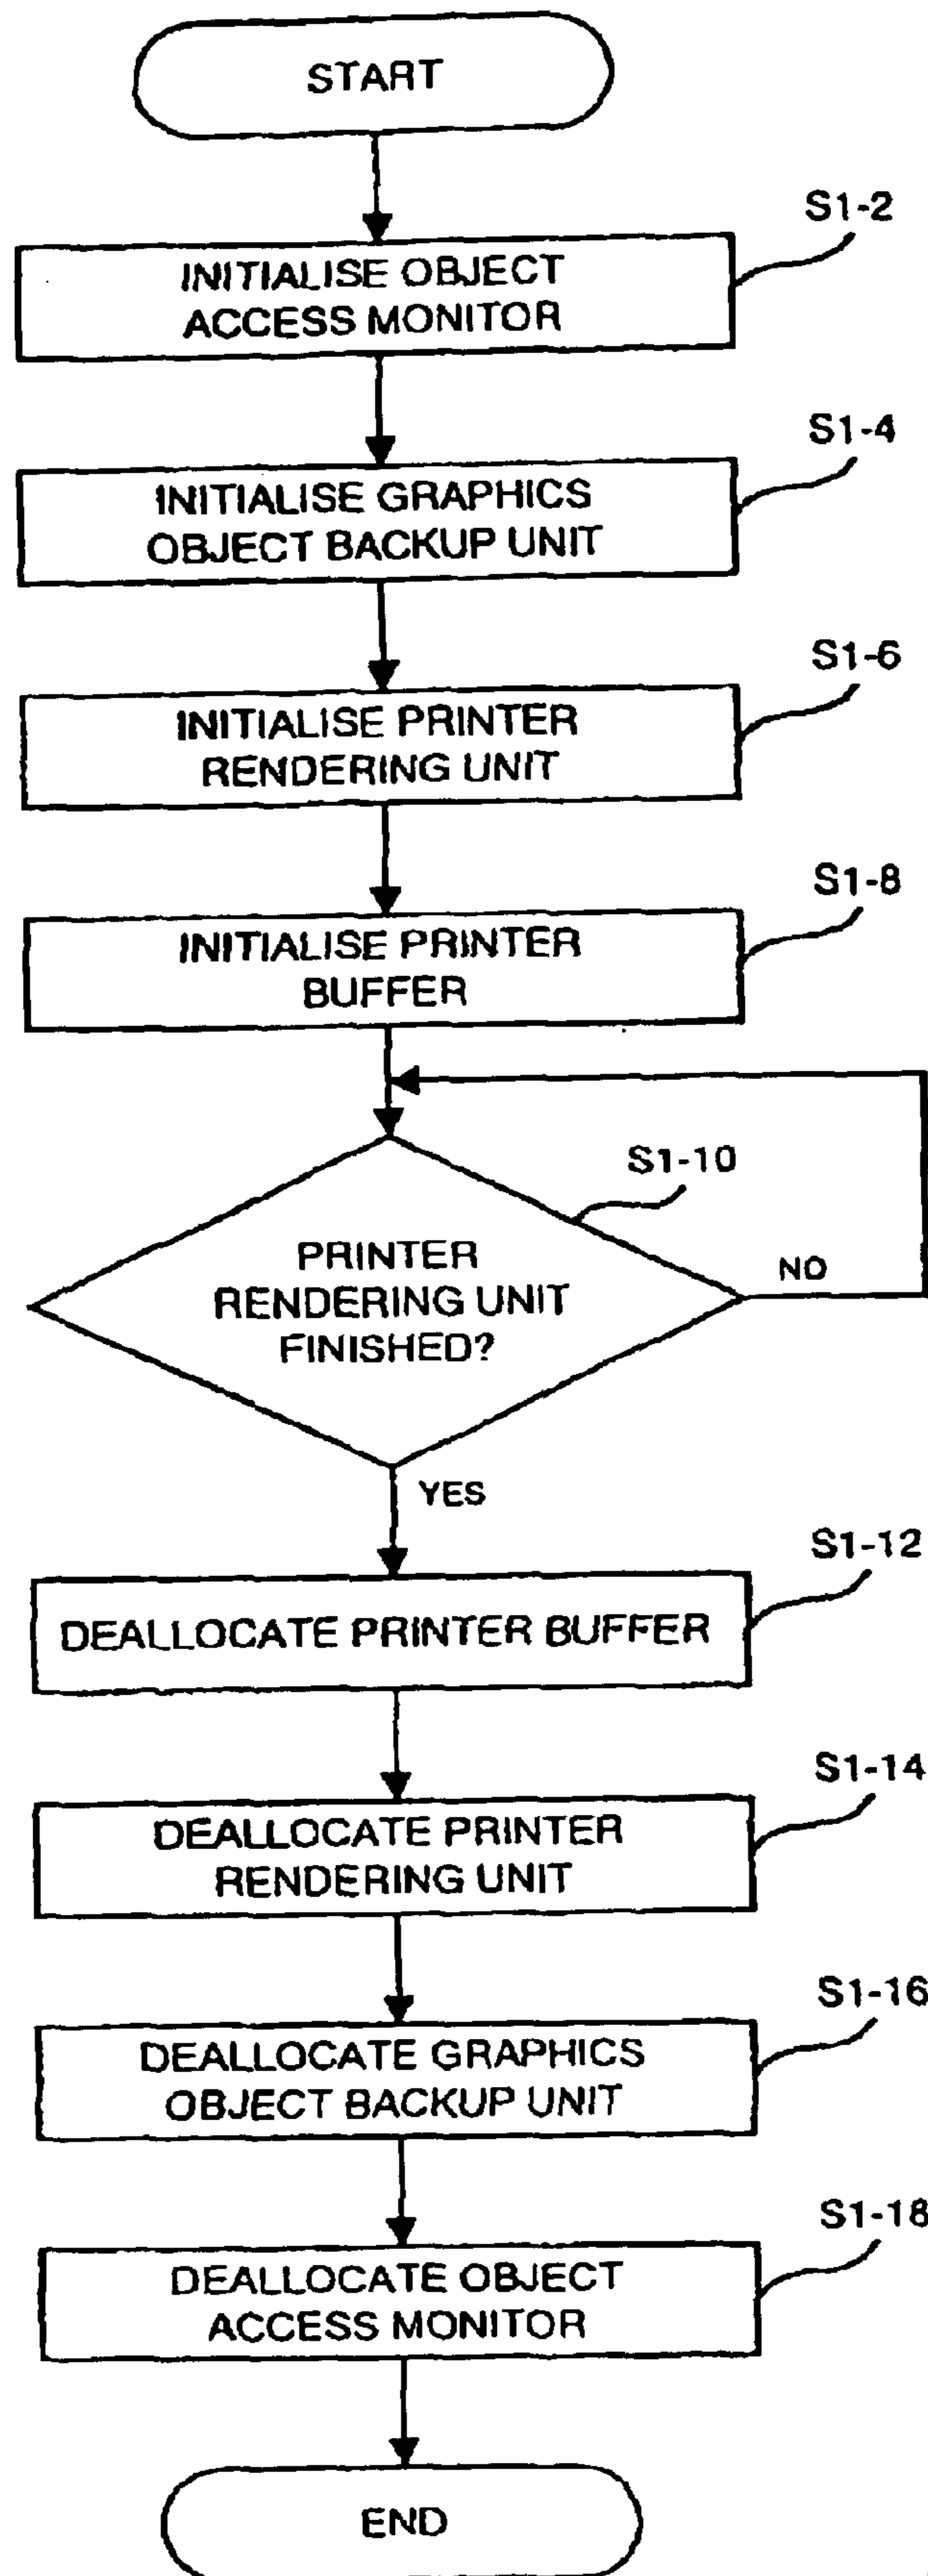 START
S1-2
INITIALISE OBJECT
ACCESS MONITOR
S1-4
INITIALISE GRAPHICS
OBJECT BACKUP UNIT
S1-6
INITIALISE PRINTER
RENDERING UNIT
S1-8
INITIALISE PRINTER
BUFFER
S1-10
PRINTER
RENDERING UNIT
FINISHED?
NO
YES
S1-12
DEALLOCATE PRINTER BUFFER
S1-14
DEALLOCATE PRINTER
RENDERING UNIT
S1-16
DEALLOCATE GRAPHICS
OBJECT BACKUP UNIT
S1-18
DEALLOCATE OBJECT
ACCESS MONITOR
END